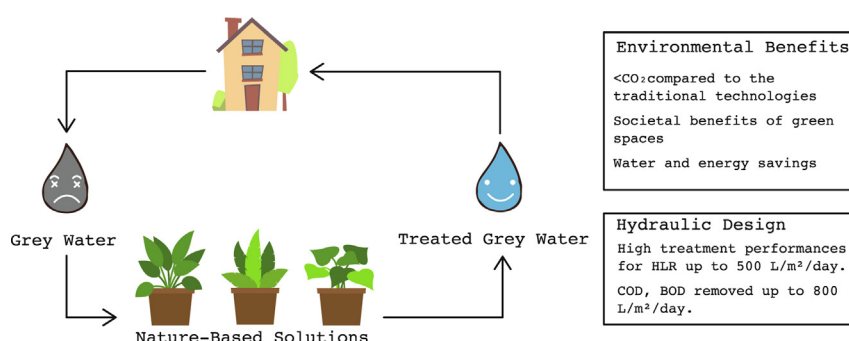 Environmental Benefits
<CO₂compared to the
traditional technologies
Societal benefits of green
spaces
Water and energy savings
Grey Water
Treated Grey Water
Nature-Based Solutions
Hydraulic Design
High treatment performances
for HLR up to 500 L/m²/day.
COD, BOD removed up to 800
L/m²/day.